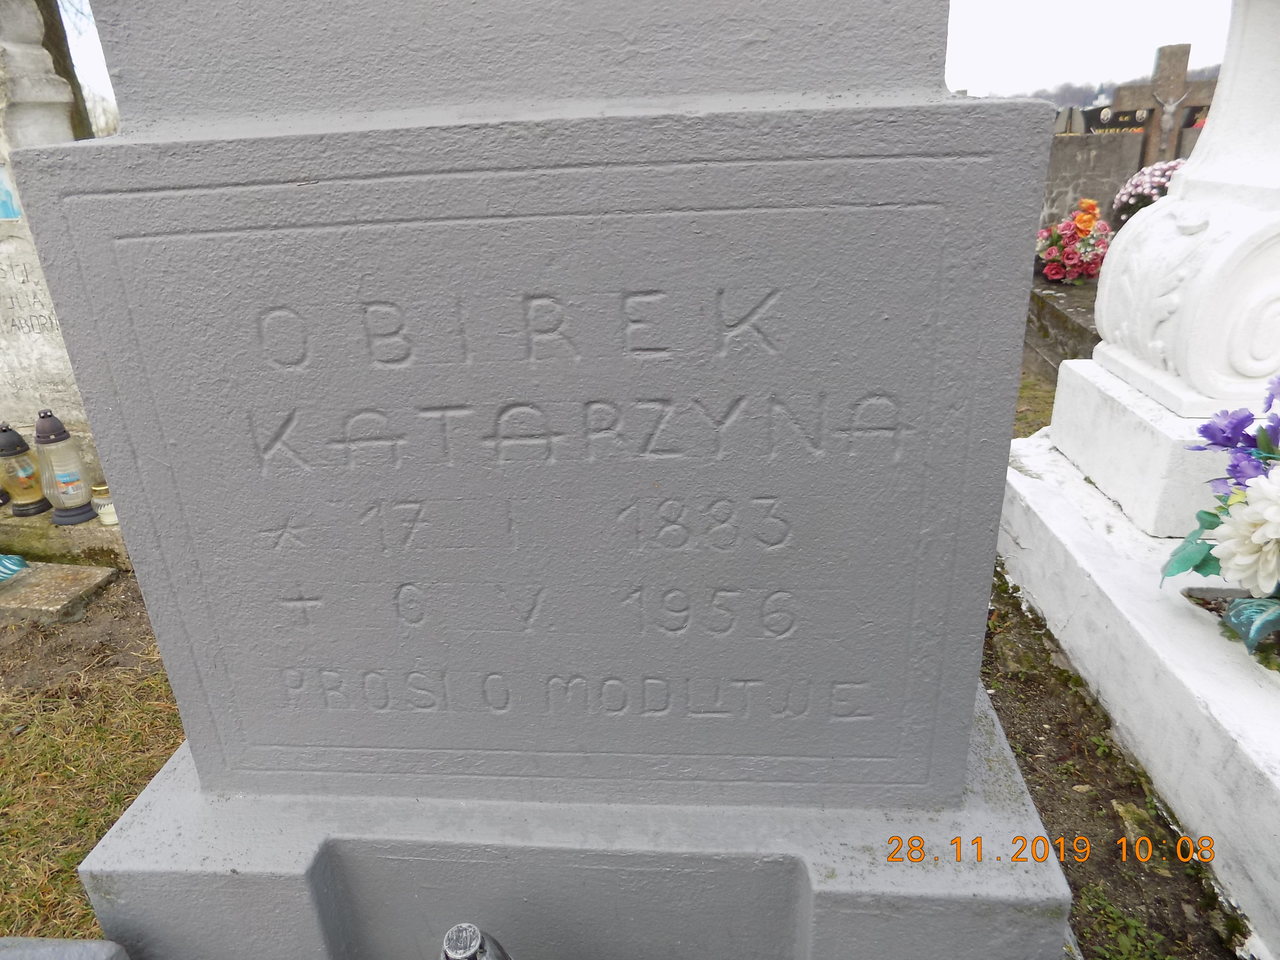 OBIREK
KATARZYNA
* 17 I 1883
+ 6 V 1956
PROSI O MODLITWE
28.11.2019 10:08